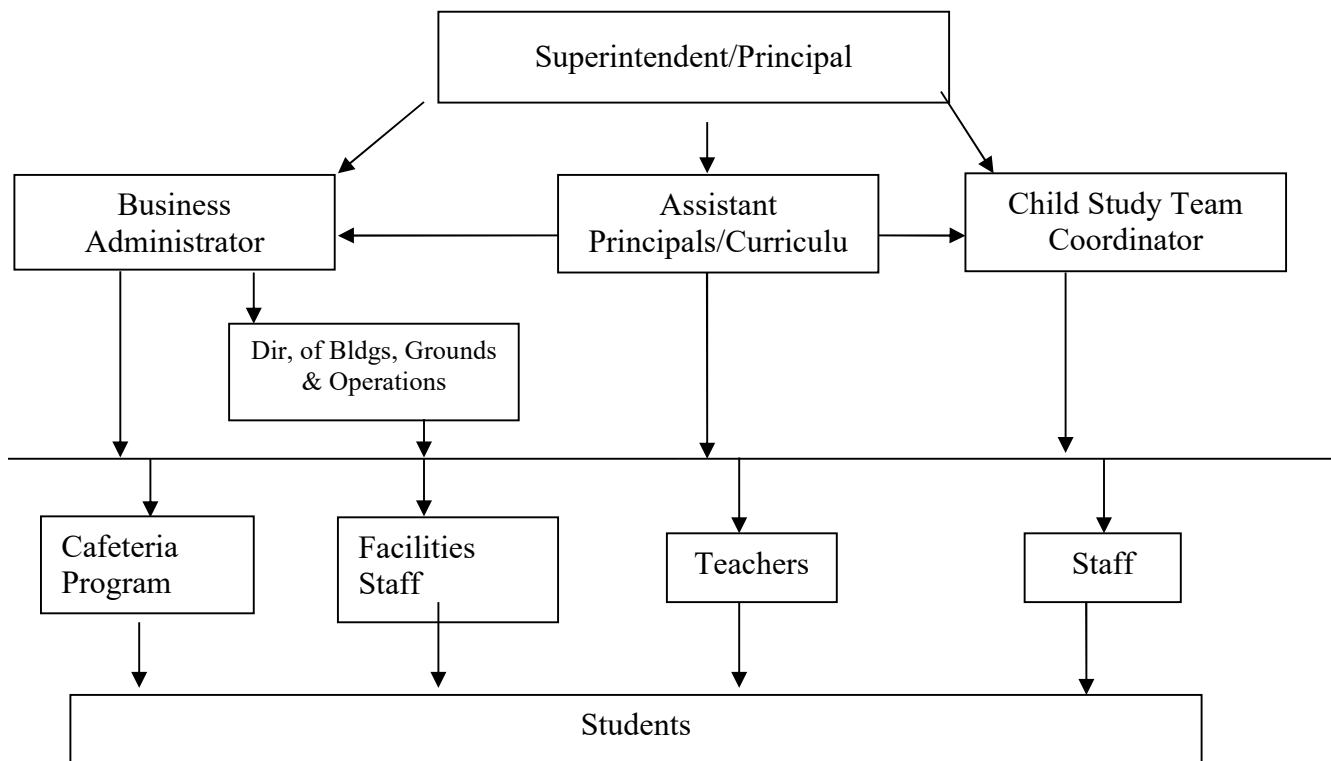 Superintendent/Principal
Business
Administrator
Assistant
Principals/Curriculu
Child Study Team
Coordinator
Dir, of Bldgs, Grounds
& Operations
Cafeteria
Program
Facilities
Staff
Teachers
Staff
Students